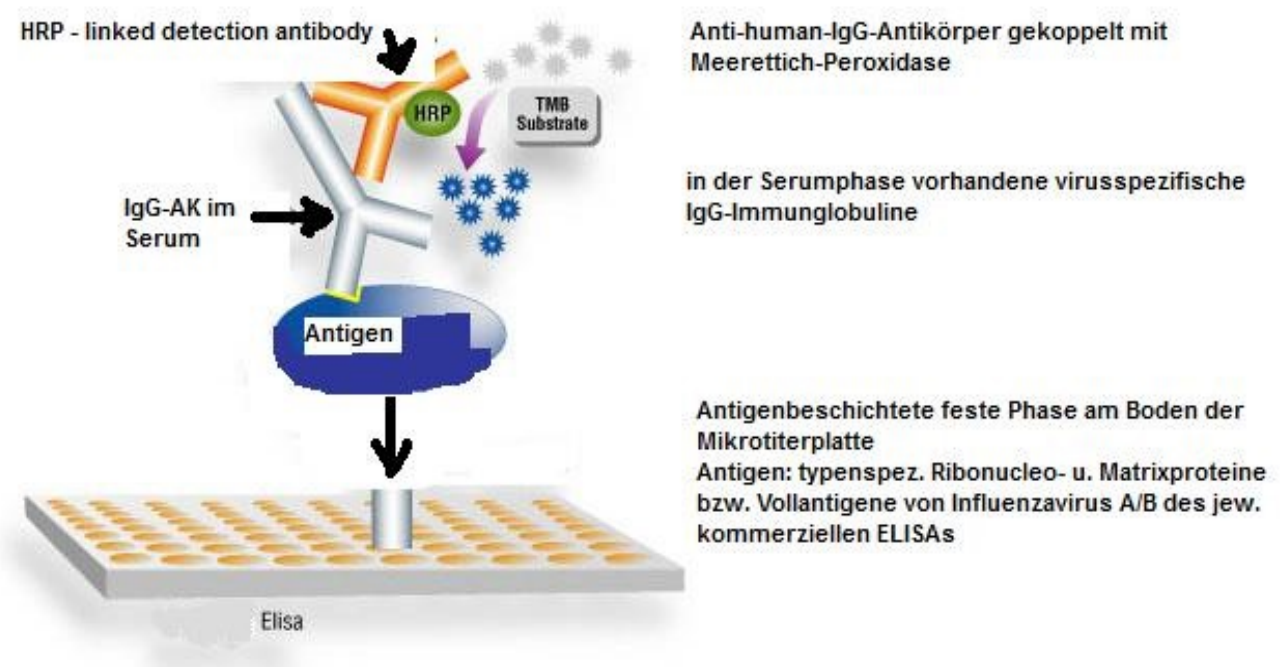 HRP - linked detection antibody
HRP
TMB
Substrate
IgG-AK im
Serum
Antigen
Elisa
Anti-human-IgG-Antikörper gekoppelt mit
Meerettich-Peroxidase
in der Serumphase vorhandene virusspezifische
IgG-Immunglobuline
Antigenbeschichtete feste Phase am Boden der
Mikrotiterplatte
Antigen: typenspez. Ribonucleo- u. Matrixproteine
bzw. Vollantigene von Influenzavirus A/B des jew.
kommerziellen ELISAs